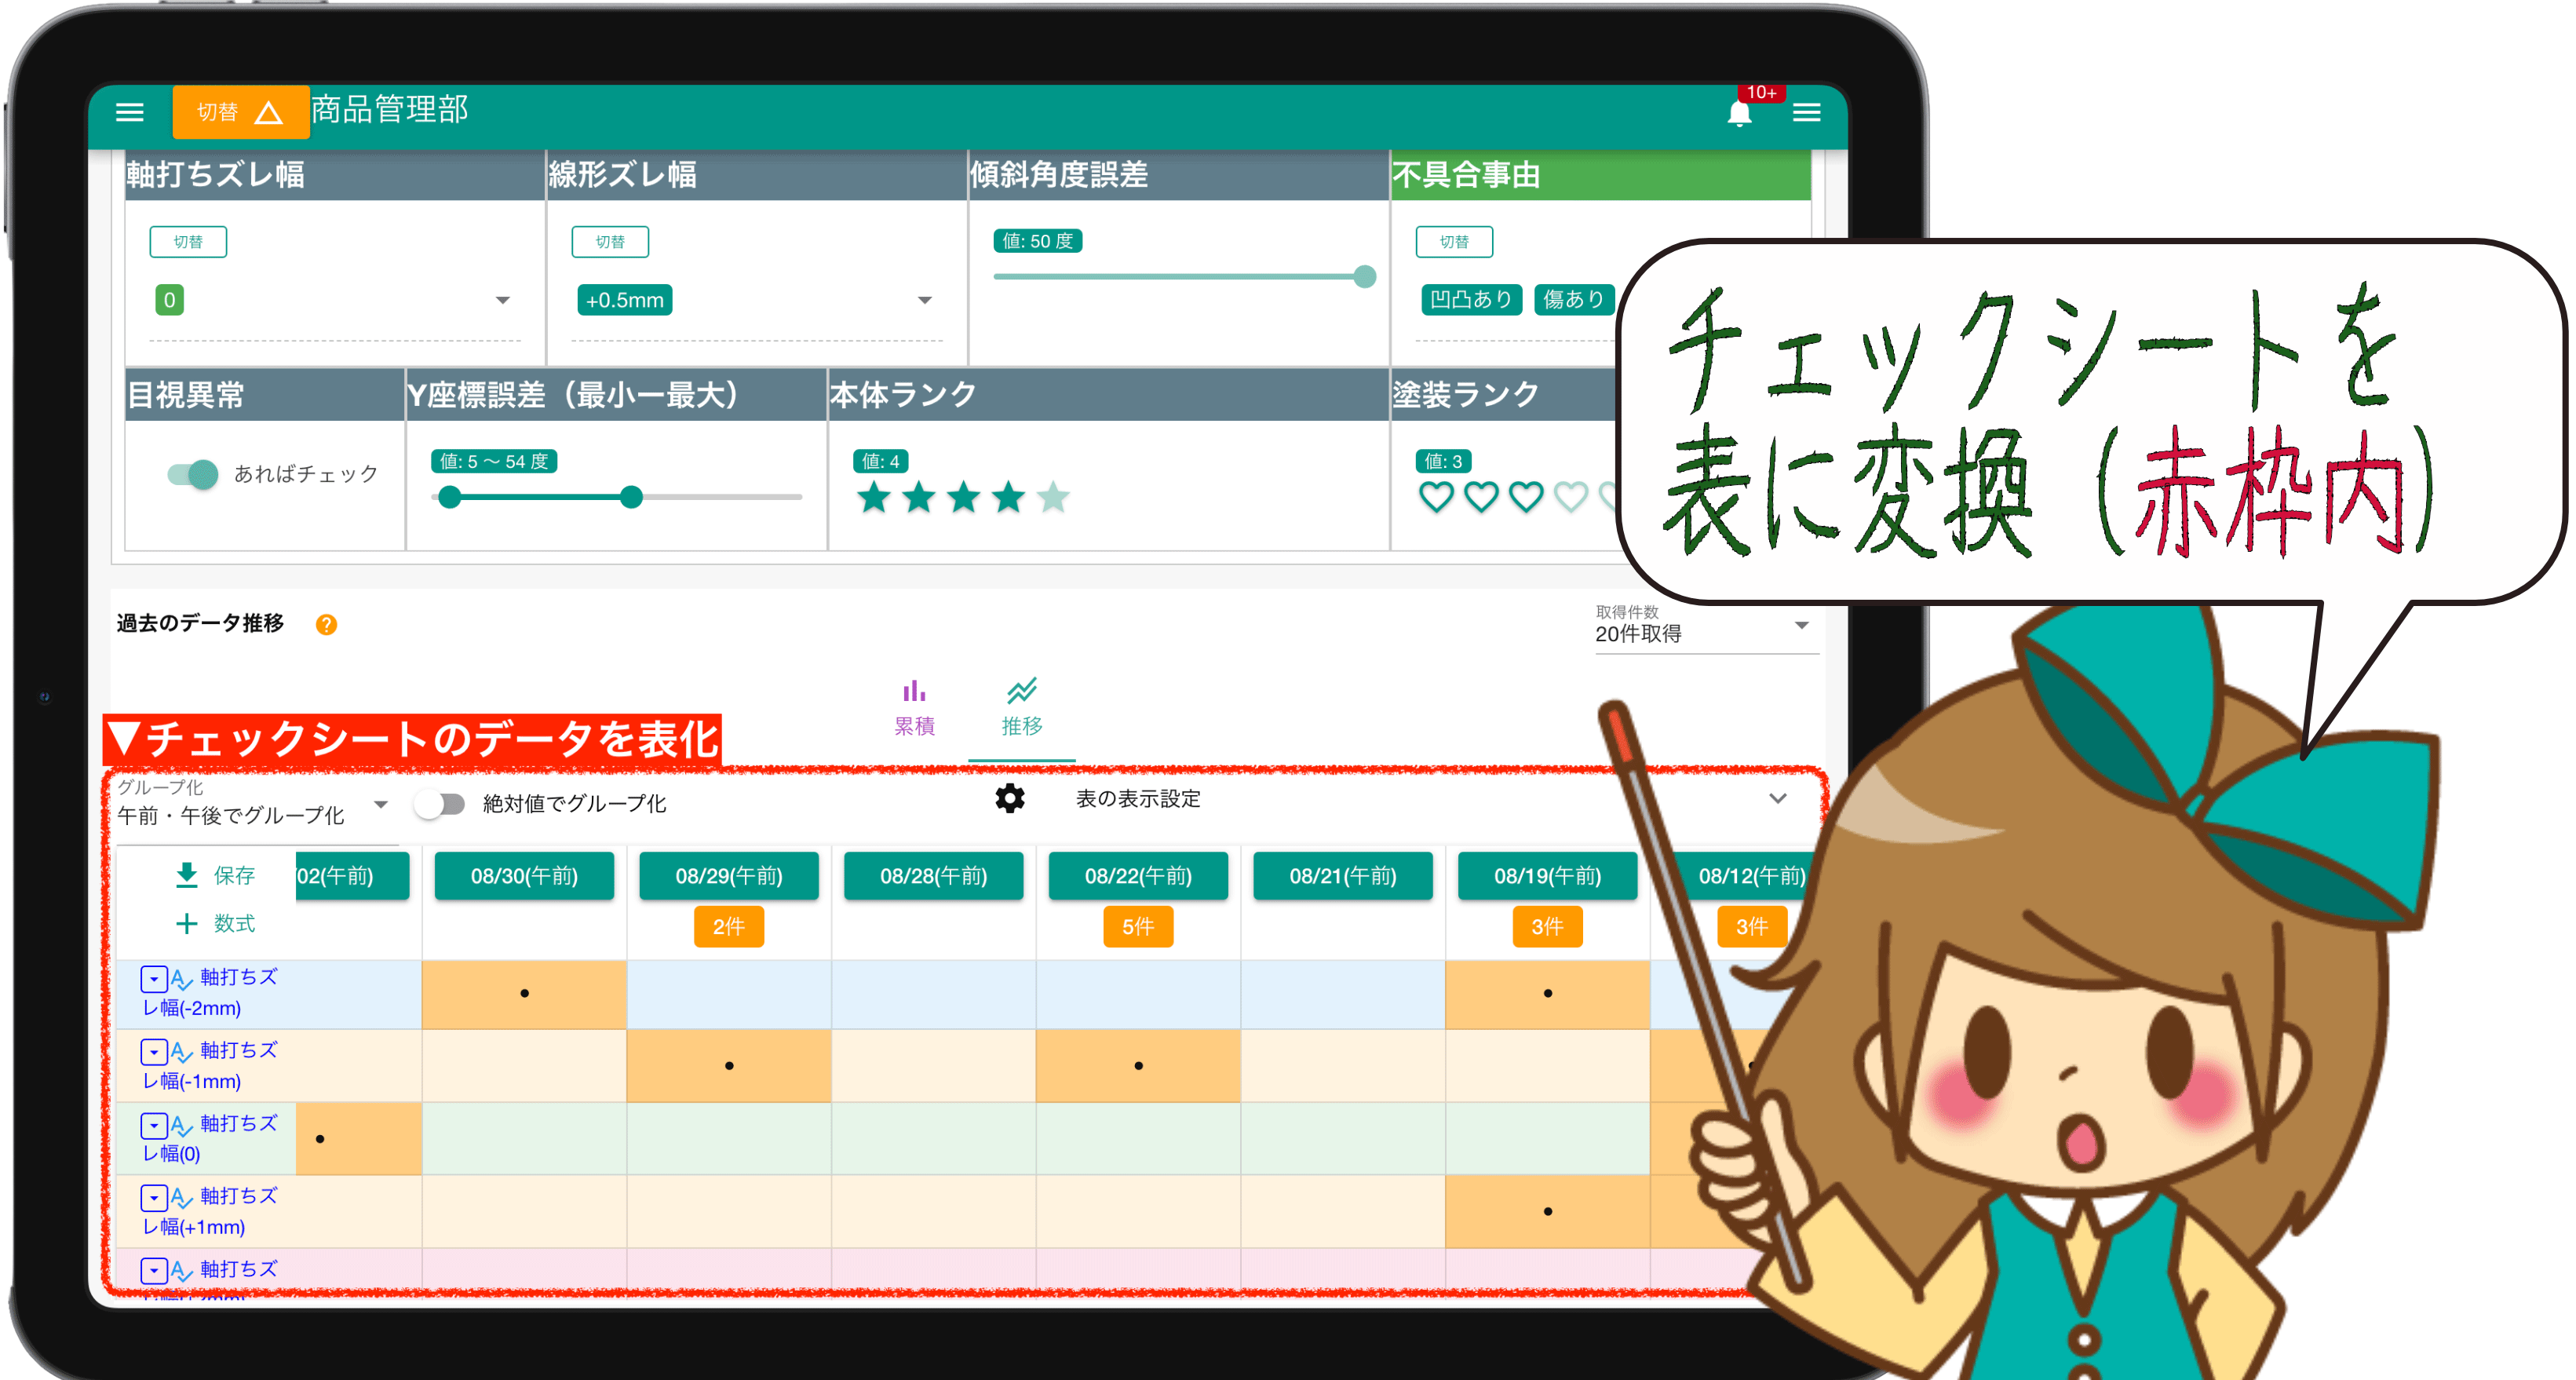 切替 商品管理部 10+
軸打ちズレ幅 線形ズレ幅 傾斜角度誤差 不具合事由
切替 切替 値: 50 度 切替
0 +0.5mm 凹凸あり 傷あり
チェックシートを
表に変換（赤枠内）
目視異常 Y座標誤差（最小ー最大） 本体ランク 塗装ランク
あればチェック 値: 5 ～ 54 度 値: 4 値: 3
過去のデータ推移 ?
取得件数
20件取得
累積 推移
▼チェックシートのデータを表化
グループ化
午前・午後でグループ化 絶対値でグループ化 表の表示設定
保存 02(午前) 08/30(午前) 08/29(午前) 08/28(午前) 08/22(午前) 08/21(午前) 08/19(午前) 08/12(午前)
数式 2件 5件 3件 3件
軸打ちズ
レ幅(-2mm)
軸打ちズ
レ幅(-1mm)
軸打ちズ
レ幅(0)
軸打ちズ
レ幅(+1mm)
軸打ちズ